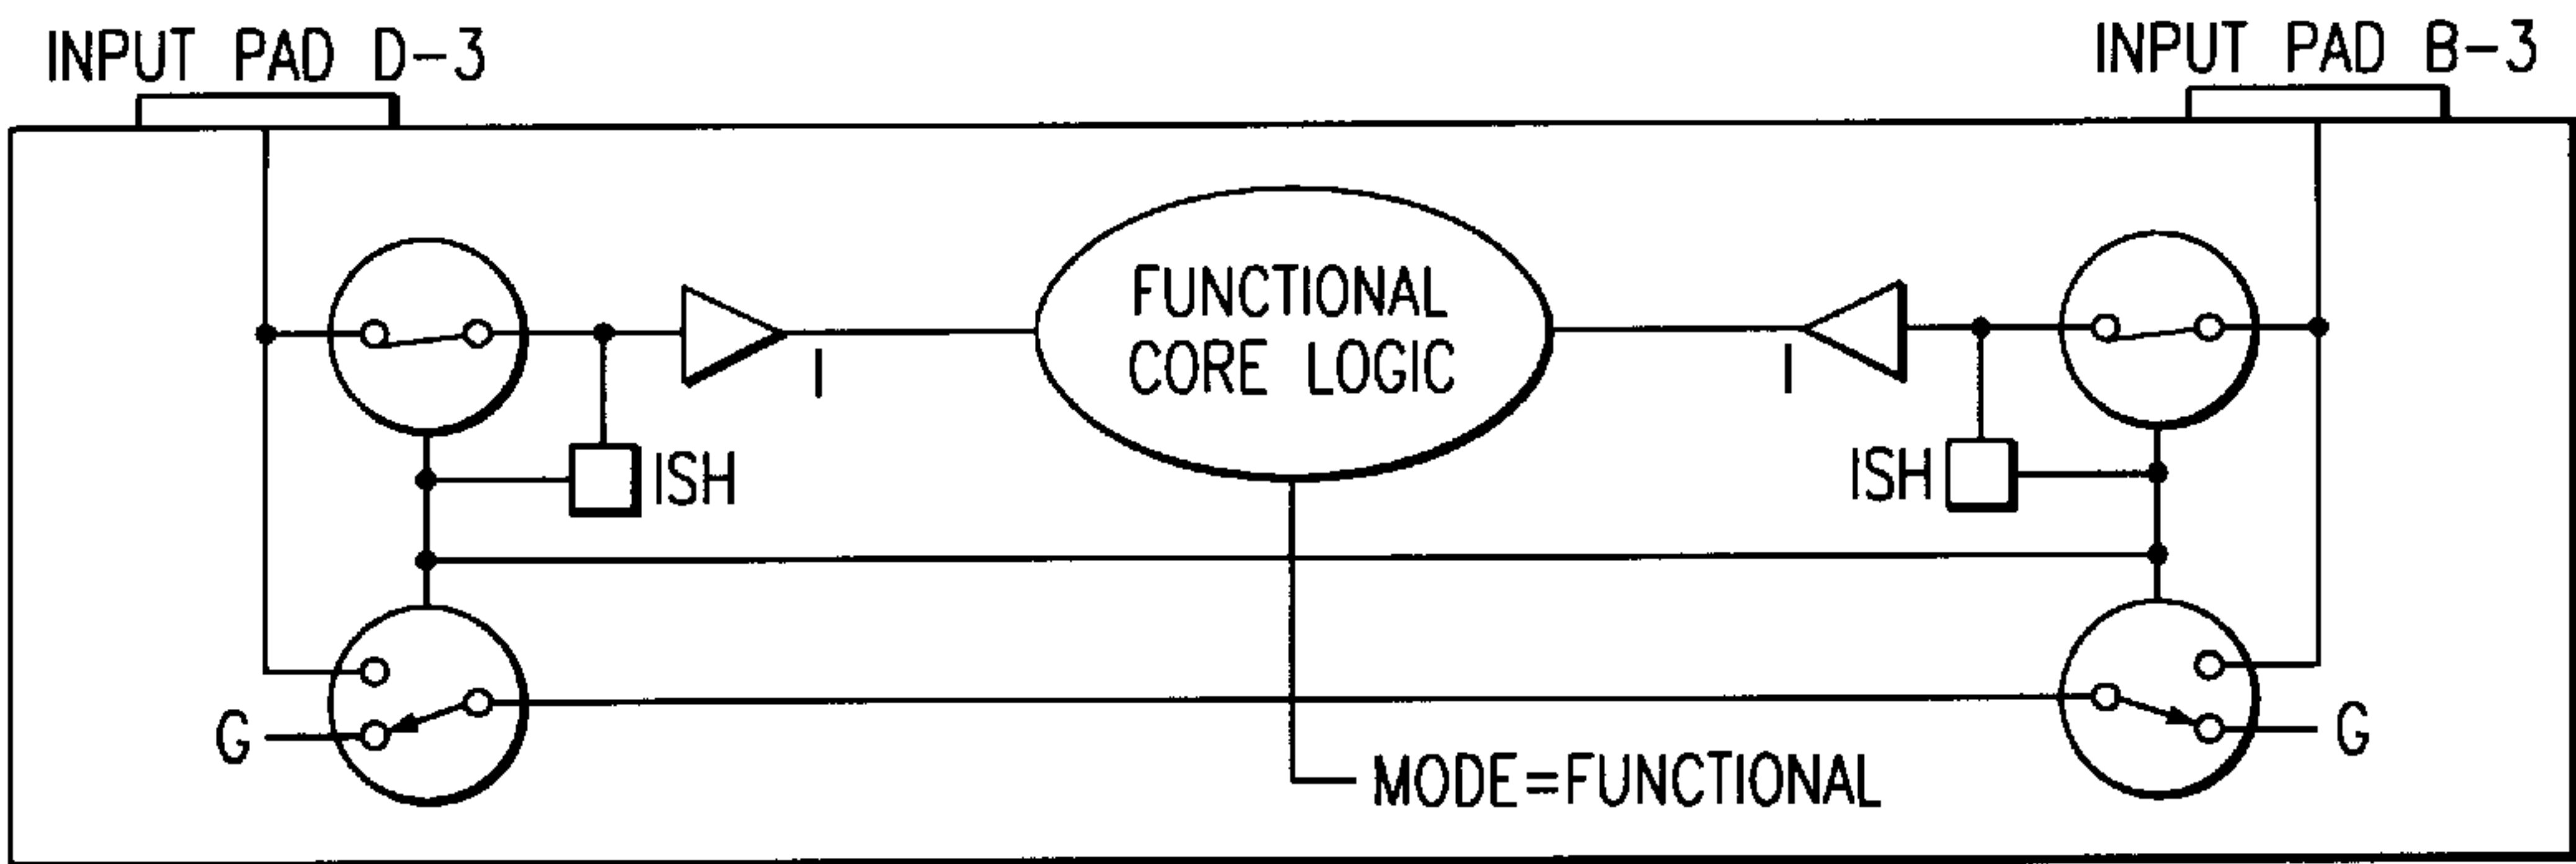 INPUT PAD D-3
INPUT PAD B-3
FUNCTIONAL
CORE LOGIC
I
I
ISH
ISH
G
G
MODE=FUNCTIONAL